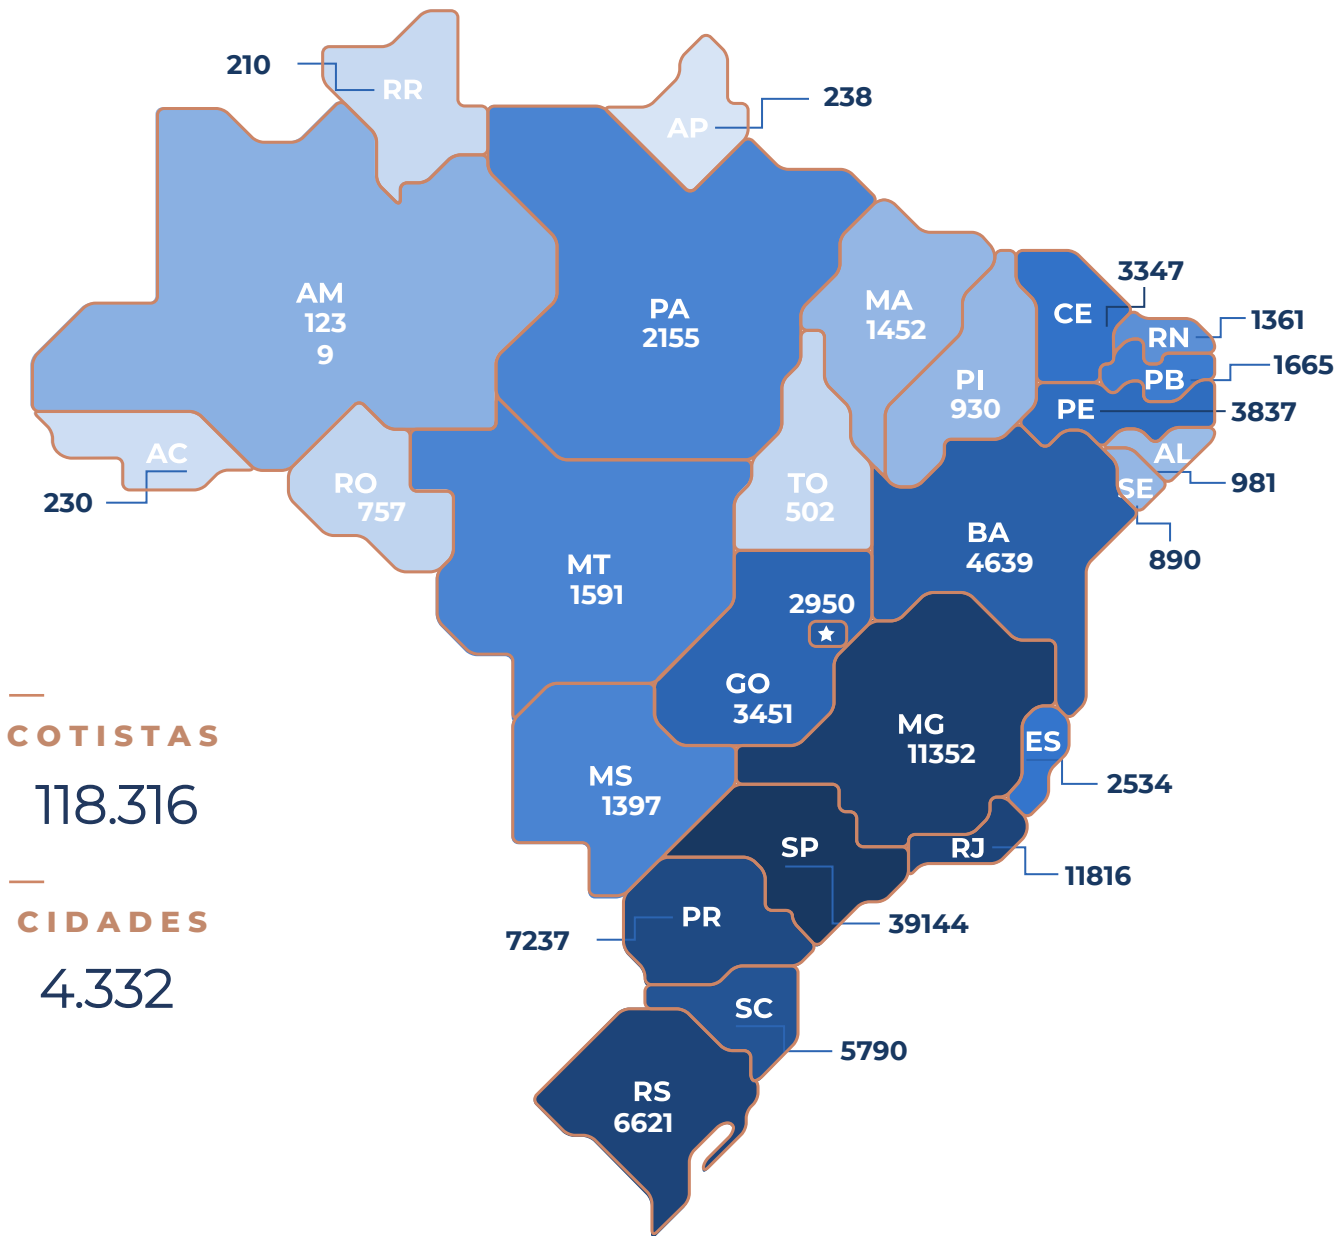 210
RR
AP
238
AM
123
9
PA
2155
MA
1452
CE
3347
RN
1361
PB
1665
PI
930
PE
3837
AC
230
RO
757
TO
502
AL
981
SE
890
BA
4639
MT
1591
2950
GO
3451
MG
11352
ES
2534
COTISTAS
118.316
MS
1397
SP
39144
RJ
11816
CIDADES
4.332
PR
7237
SC
5790
RS
6621